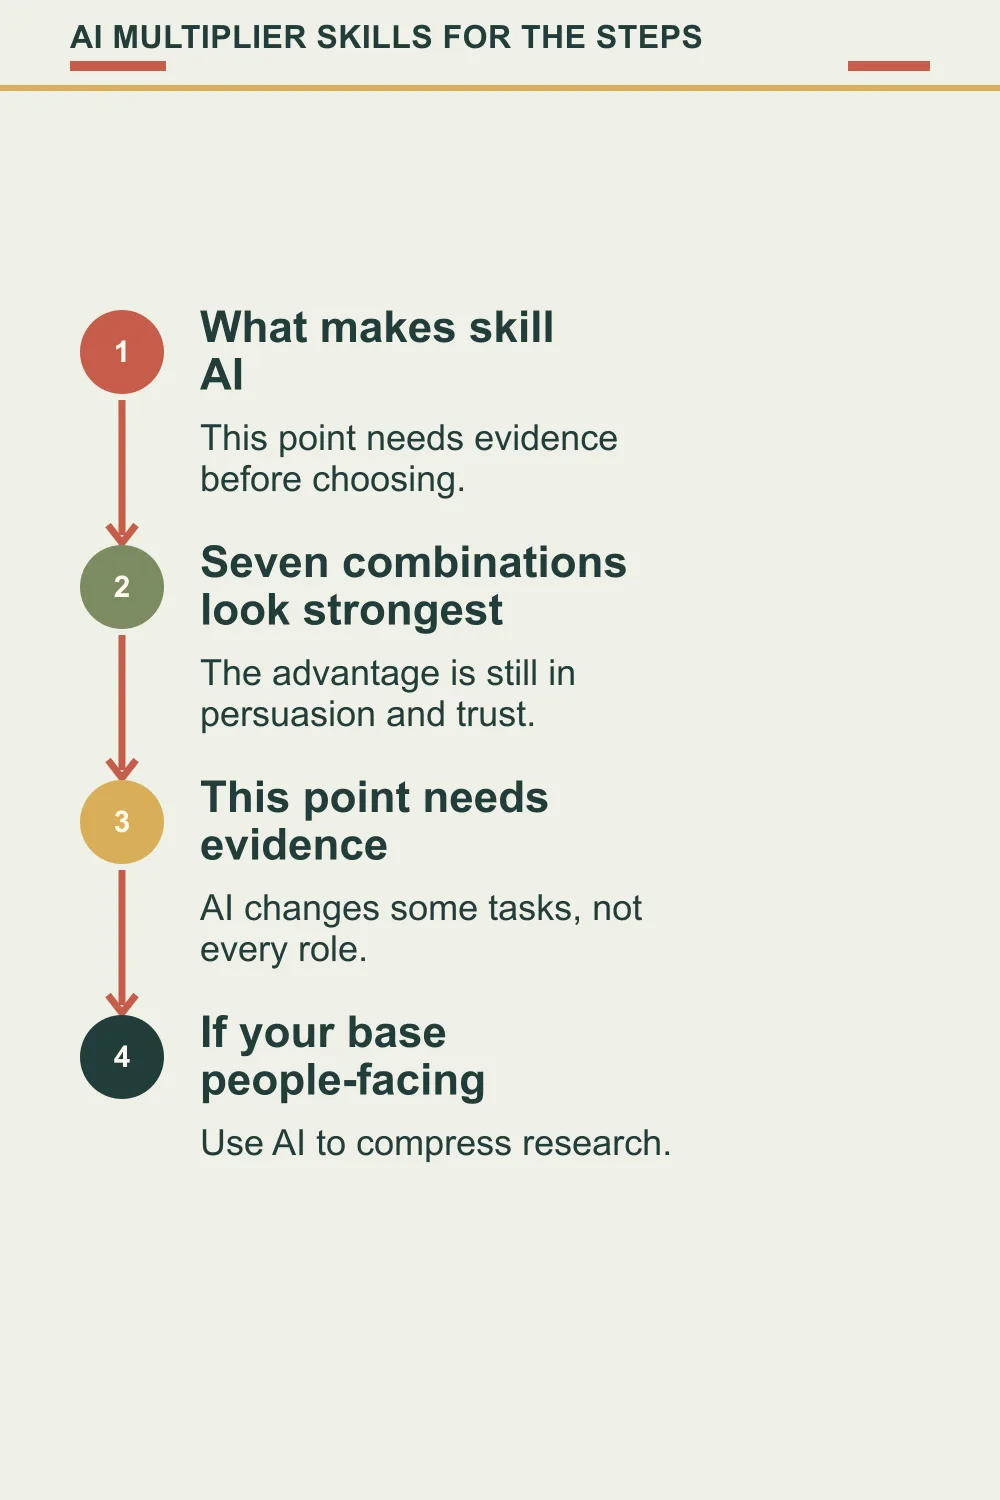 AI MULTIPLIER SKILLS FOR THE STEPS
1
What makes skill
AI
This point needs evidence
before choosing.
2
Seven combinations
look strongest
The advantage is still in
persuasion and trust.
3
This point needs
evidence
AI changes some tasks, not
every role.
4
If your base
people-facing
Use AI to compress research.